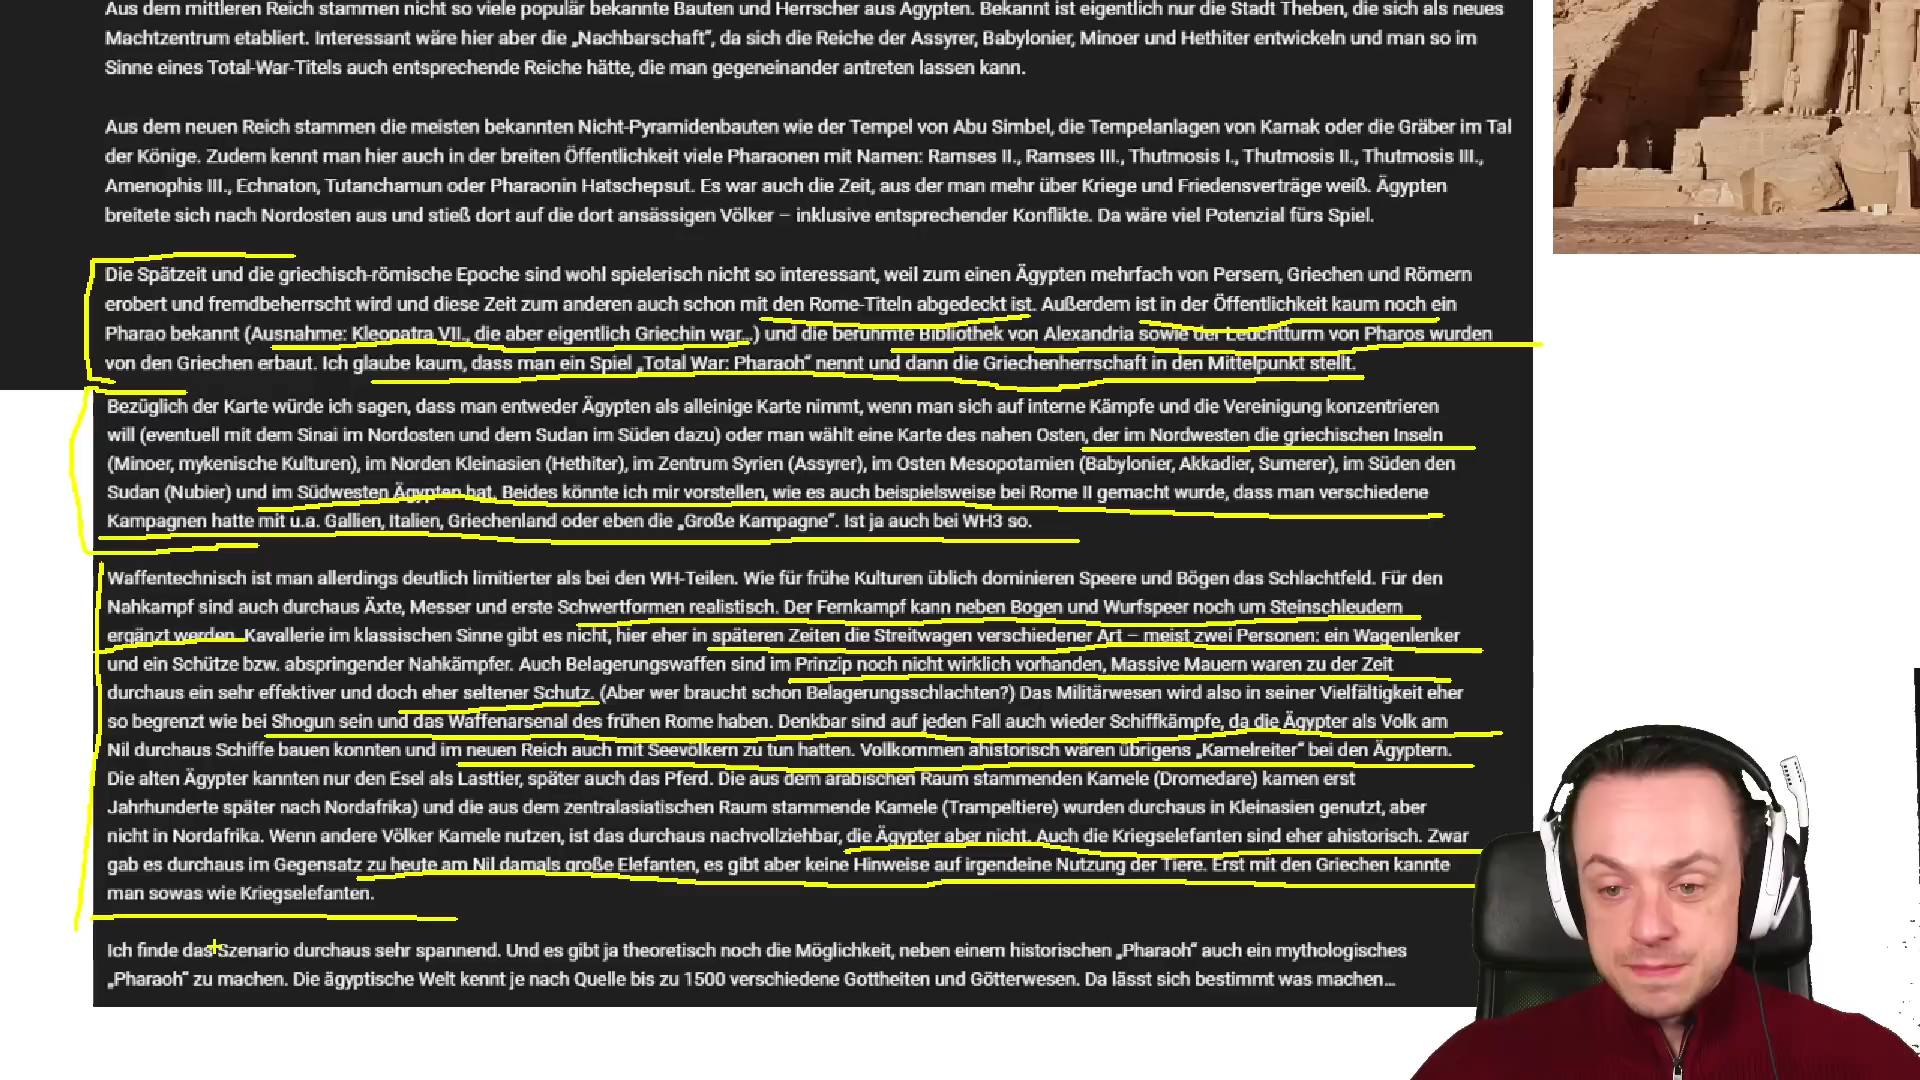 Aus dem mittleren Reich stammen nicht so viele populär bekannte Bauten und Herrscher aus Ägypten. Bekannt ist eigentlich nur die Stadt Theben, die sich als neues
Machtzentrum etabliert. Interessant wäre hier aber die „Nachbarschaft“, da sich die Reiche der Assyrer, Babylonier, Minoer und Hethiter entwickeln und man so im
Sinne eines Total-War-Titels auch entsprechende Reiche hätte, die man gegeneinander antreten lassen kann.
Aus dem neuen Reich stammen die meisten bekannten Nicht-Pyramidenbauten wie der Tempel von Abu Simbel, die Tempelanlagen von Karnak oder die Gräber im Tal
der Könige. Zudem kennt man hier auch in der breiten Öffentlichkeit viele Pharaonen mit Namen: Ramses II., Ramses III., Thutmosis I., Thutmosis II., Thutmosis III.,
Amenophis III., Echnaton, Tutanchamun oder Pharaonin Hatschepsut. Es war auch die Zeit, aus der man mehr über Kriege und Friedensverträge weiß. Ägypten
breitete sich nach Nordosten aus und stieß dort auf die dort ansässigen Völker – inklusive entsprechender Konflikte. Da wäre viel Potenzial fürs Spiel.
Die Spätzeit und die griechisch-römische Epoche sind wohl spielerisch nicht so interessant, weil zum einen Ägypten mehrfach von Persern, Griechen und Römern
erobert und fremdbeherrscht wird und diese Zeit zum anderen auch schon mit den Rome-Titeln abgedeckt ist. Außerdem ist in der Öffentlichkeit kaum noch ein
Pharao bekannt (Ausnahme: Kleopatra VII., die aber eigentlich Griechin war…) und die berühmte Bibliothek von Alexandria sowie der Leuchtturm von Pharos wurden
von den Griechen erbaut. Ich glaube kaum, dass man ein Spiel „Total War: Pharaoh“ nennt und dann die Griechenherrschaft in den Mittelpunkt stellt.
Bezüglich der Karte würde ich sagen, dass man entweder Ägypten als alleinige Karte nimmt, wenn man sich auf interne Kämpfe und die Vereinigung konzentrieren
will (eventuell mit dem Sinai im Nordosten und dem Sudan im Süden dazu) oder man wählt eine Karte des nahen Osten, der im Nordwesten die griechischen Inseln
(Minoer, mykenische Kulturen), im Norden Kleinasien (Hethiter), im Zentrum Syrien (Assyrer), im Osten Mesopotamien (Babylonier, Akkadier, Sumerer), im Süden den
Sudan (Nubier) und im Südwesten Ägypten hat. Beides könnte ich mir vorstellen, wie es auch beispielsweise bei Rome II gemacht wurde, dass man verschiedene
Kampagnen hatte mit u.a. Gallien, Italien, Griechenland oder eben die „Große Kampagne“. Ist ja auch bei WH3 so.
Waffentechnisch ist man allerdings deutlich limitierter als bei den WH-Teilen. Wie für frühe Kulturen üblich dominieren Speere und Bögen das Schlachtfeld. Für den
Nahkampf sind auch durchaus Äxte, Messer und erste Schwertformen realistisch. Der Fernkampf kann neben Bogen und Wurfspeer noch um Steinschleudern
ergänzt werden. Kavallerie im klassischen Sinne gibt es nicht, hier eher in späteren Zeiten die Streitwagen verschiedener Art – meist zwei Personen: ein Wagenlenker
und ein Schütze bzw. abspringender Nahkämpfer. Auch Belagerungswaffen sind im Prinzip noch nicht wirklich vorhanden, Massive Mauern waren zu der Zeit
durchaus ein sehr effektiver und doch eher seltener Schutz. (Aber wer braucht schon Belagerungsschlachten?) Das Militärwesen wird also in seiner Vielfältigkeit eher
so begrenzt wie bei Shogun sein und das Waffenarsenal des frühen Rome haben. Denkbar sind auf jeden Fall auch wieder Schiffkämpfe, da die Ägypter als Volk am
Nil durchaus Schiffe bauen konnten und im neuen Reich auch mit Seevölkern zu tun hatten. Vollkommen ahistorisch wären übrigens „Kamelreiter“ bei den Ägyptern.
Die alten Ägypter kannten nur den Esel als Lasttier, später auch das Pferd. Die aus dem arabischen Raum stammenden Kamele (Dromedare) kamen erst
Jahrhunderte später nach Nordafrika) und die aus dem zentralasiatischen Raum stammende Kamele (Trampeltiere) wurden durchaus in Kleinasien genutzt, aber
nicht in Nordafrika. Wenn andere Völker Kamele nutzen, ist das durchaus nachvollziehbar, die Ägypter aber nicht. Auch die Kriegselefanten sind eher ahistorisch. Zwar
gab es durchaus im Gegensatz zu heute am Nil damals große Elefanten, es gibt aber keine Hinweise auf irgendeine Nutzung der Tiere. Erst mit den Griechen kannte
man sowas wie Kriegselefanten.
Ich finde das Szenario durchaus sehr spannend. Und es gibt ja theoretisch noch die Möglichkeit, neben einem historischen „Pharaoh“ auch ein mythologisches
„Pharaoh“ zu machen. Die ägyptische Welt kennt je nach Quelle bis zu 1500 verschiedene Gottheiten und Götterwesen. Da lässt sich bestimmt was machen…